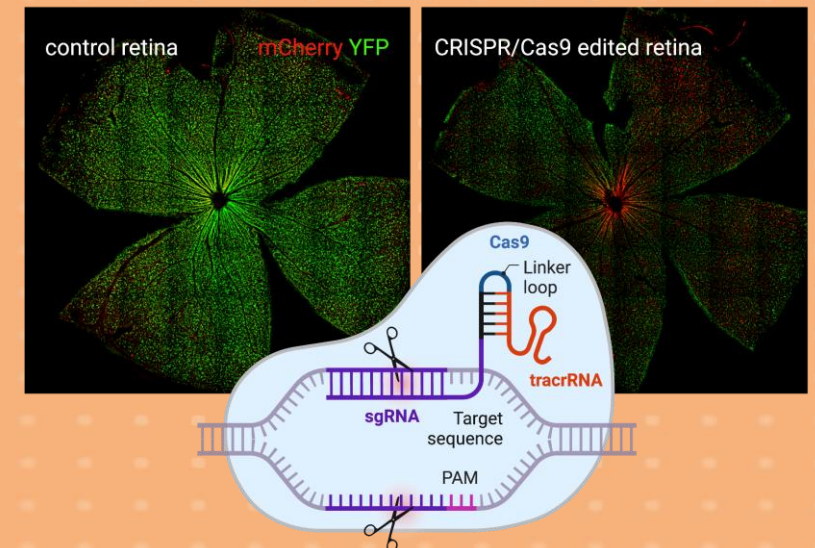 control retina
mCherry YFP
CRISPR/Cas9 edited retina
Cas9
Linker
loop
tracrRNA
sgRNA
Target
sequence
PAM